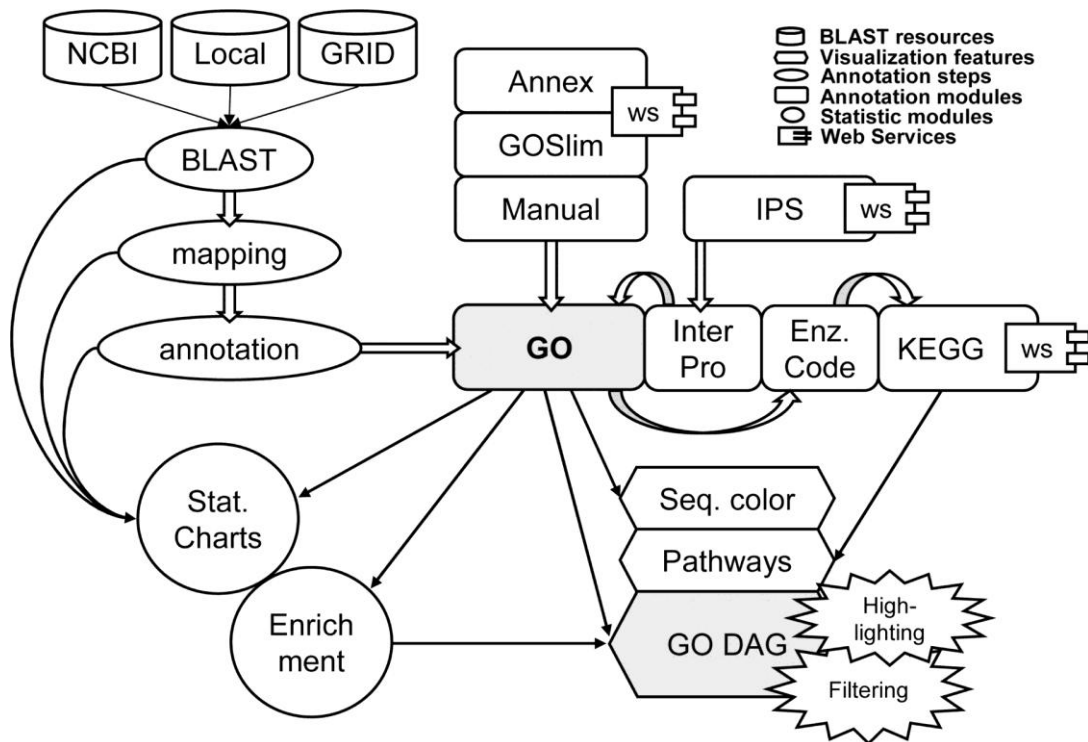 NCBI
Local
GRID
BLAST resources
Visualization features
Annotation steps
Annotation modules
Statistic modules
Web Services
Annex
ws
GOSlim
Manual
BLAST
mapping
annotation
IPS
ws
GO
Inter
Pro
Enz.
Code
KEGG
ws
Stat.
Charts
Enrich
ment
Seq. color
Pathways
GO DAG
High-
lighting
Filtering